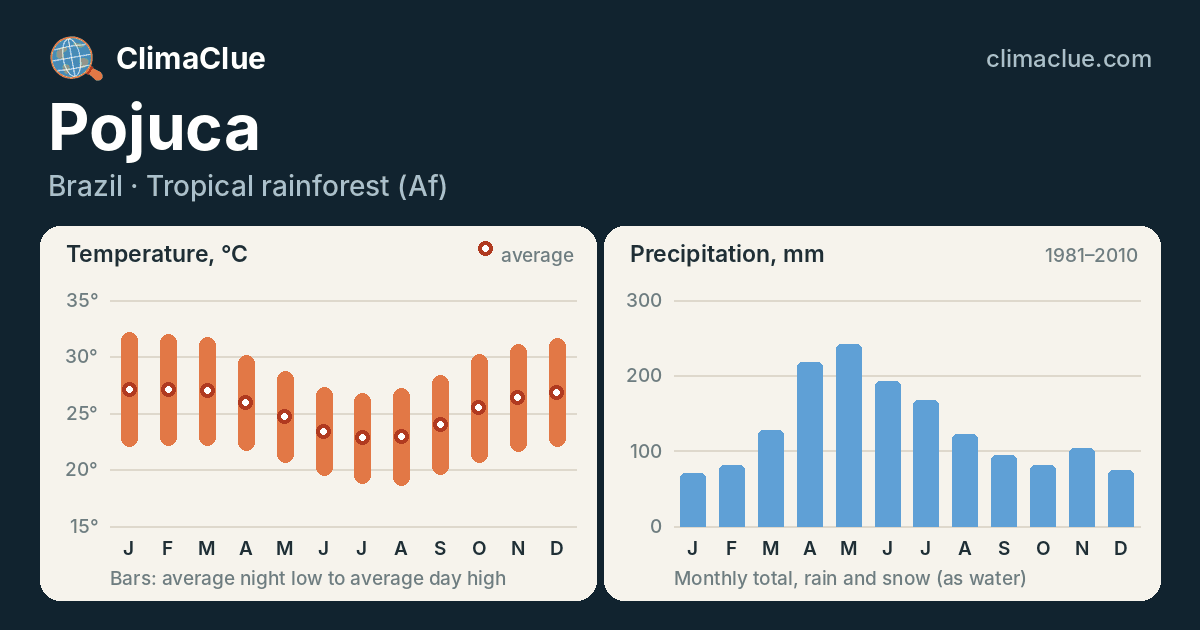 ClimaClue
climaclue.com
Pojuca
Brazil · Tropical rainforest (Af)
Temperature, °C
average
35°
30°
25°
20°
15°
J F M A M J J A S O N D
Bars: average night low to average day high
Precipitation, mm
1981–2010
300
200
100
0
J F M A M J J A S O N D
Monthly total, rain and snow (as water)